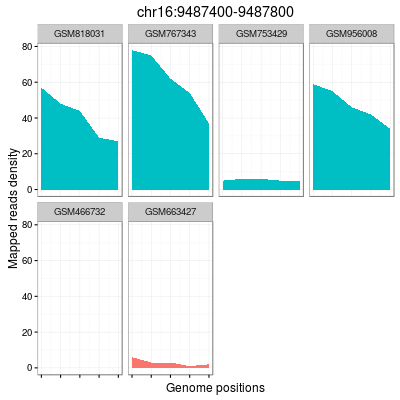 chr16:9487400-9487800
GSM818031 GSM767343 GSM753429 GSM956008
80
60
40
20
0
Mapped reads density
GSM466732 GSM663427
80
60
40
20
0
Genome positions